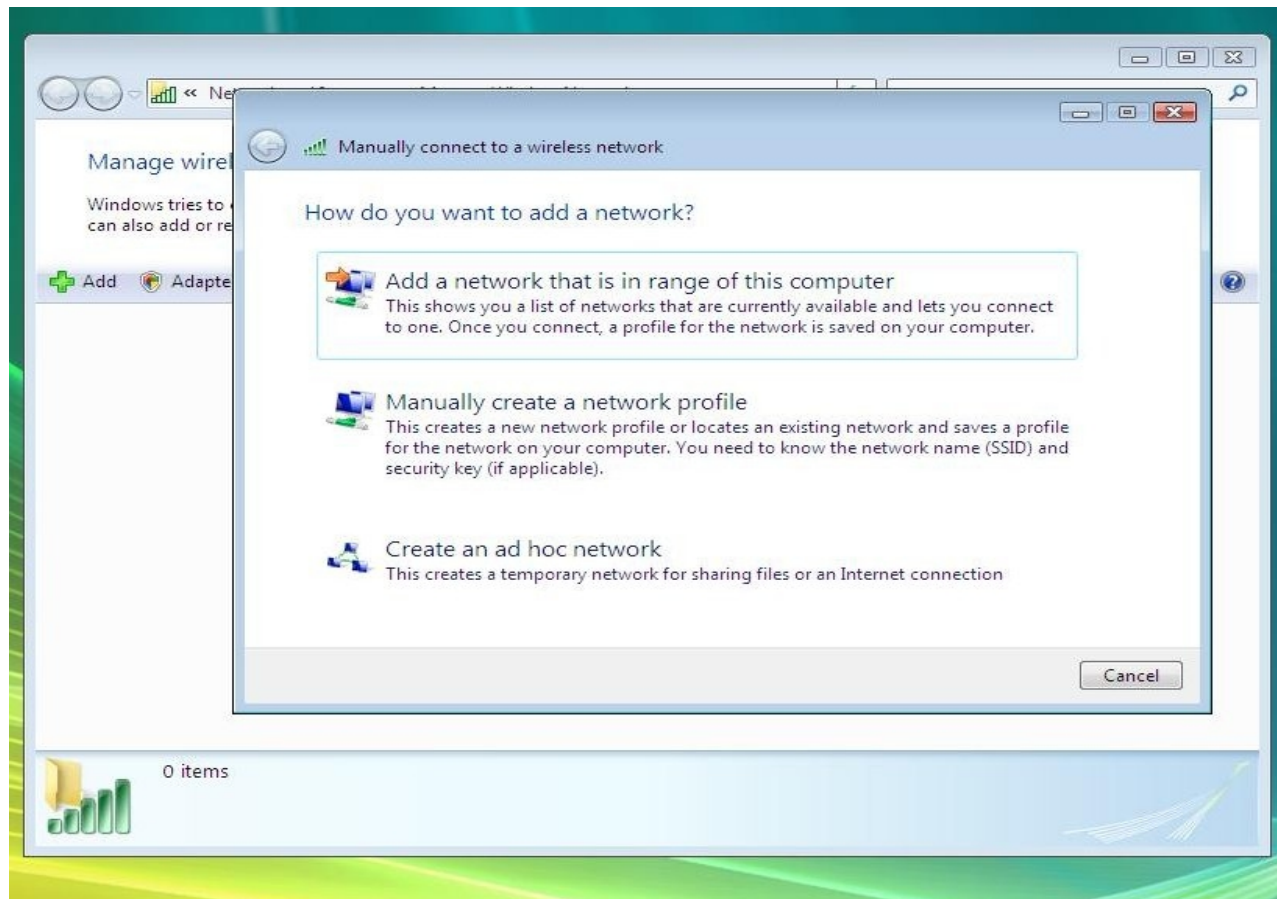 « Ne
Manage wirel
Windows tries to
can also add or re
Add Adapte
Manually connect to a wireless network
How do you want to add a network?
Add a network that is in range of this computer
This shows you a list of networks that are currently available and lets you connect
to one. Once you connect, a profile for the network is saved on your computer.
Manually create a network profile
This creates a new network profile or locates an existing network and saves a profile
for the network on your computer. You need to know the network name (SSID) and
security key (if applicable).
Create an ad hoc network
This creates a temporary network for sharing files or an Internet connection
Cancel
0 items